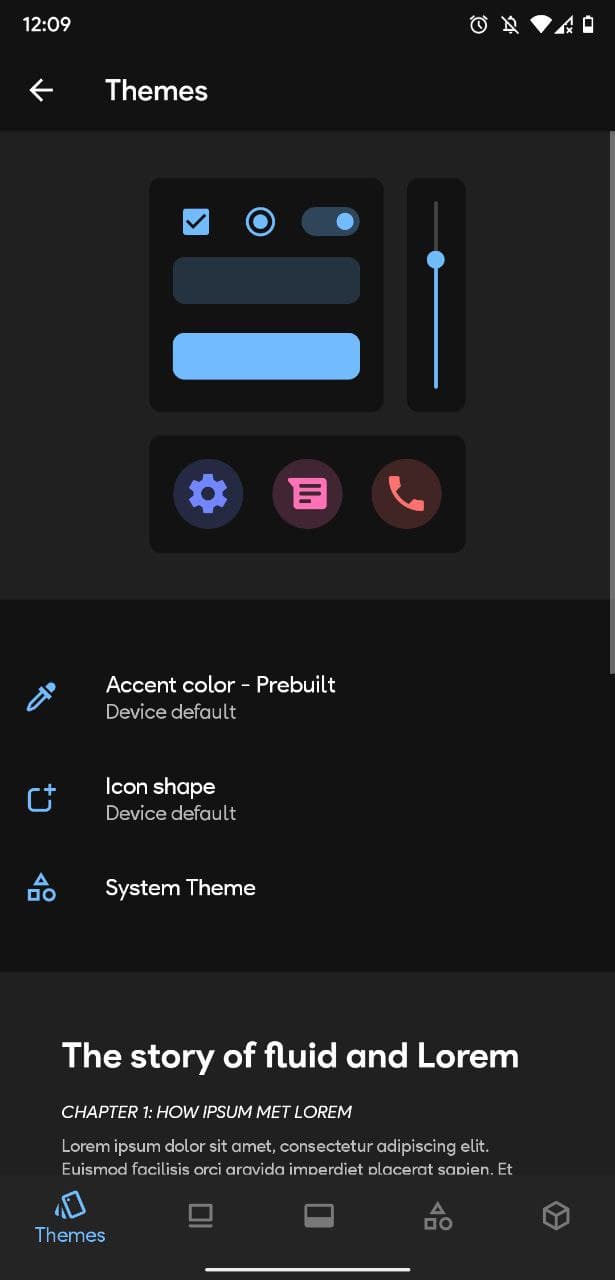 12:09
Themes
Accent color - Prebuilt
Device default
Icon shape
Device default
System Theme
The story of fluid and Lorem
CHAPTER 1: HOW IPSUM MET LOREM
Lorem ipsum dolor sit amet, consectetur adipiscing elit.
Euismod facilisis orci gravida imperdiet placerat sapien. Et
Themes